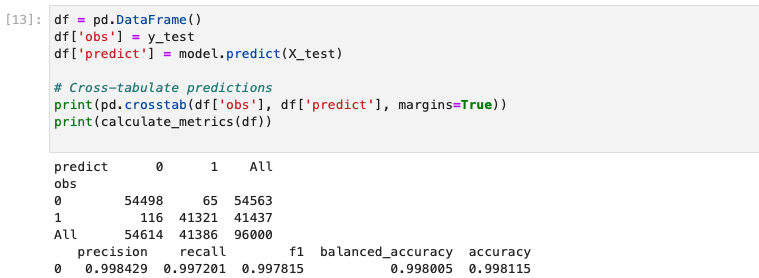 [13]: df = pd.DataFrame()
df['obs'] = y_test
df['predict'] = model.predict(X_test)
# Cross-tabulate predictions
print(pd.crosstab(df['obs'], df['predict'], margins=True))
print(calculate_metrics(df))
predict 0 1 All
obs
0 54498 65 54563
1 116 41321 41437
All 54614 41386 96000
precision recall f1 balanced_accuracy accuracy
0 0.998429 0.997201 0.997815 0.998005 0.998115